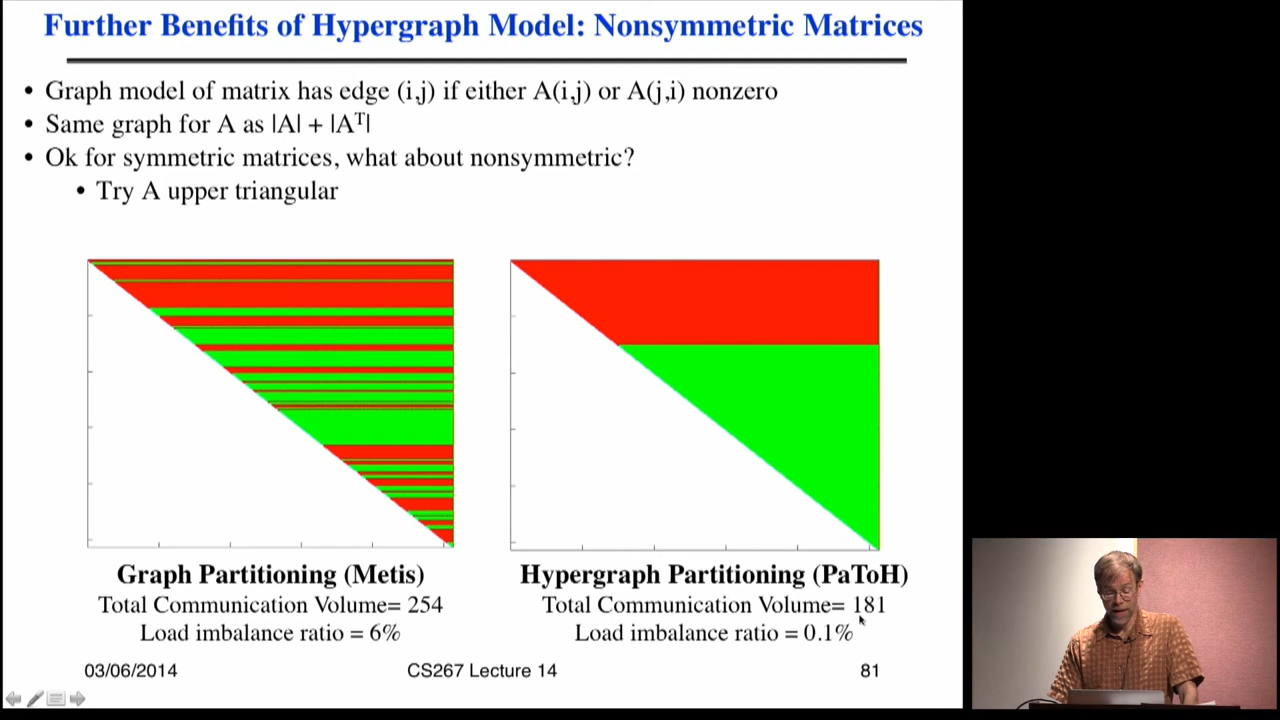 Further Benefits of Hypergraph Model: Nonsymmetric Matrices
• Graph model of matrix has edge (i,j) if either A(i,j) or A(j,i) nonzero
• Same graph for A as |A| + |Aᵀ|
• Ok for symmetric matrices, what about nonsymmetric?
• Try A upper triangular
Graph Partitioning (Metis)
Total Communication Volume= 254
Load imbalance ratio = 6%
Hypergraph Partitioning (PaToH)
Total Communication Volume= 181
Load imbalance ratio = 0.1%
03/06/2014
CS267 Lecture 14
81